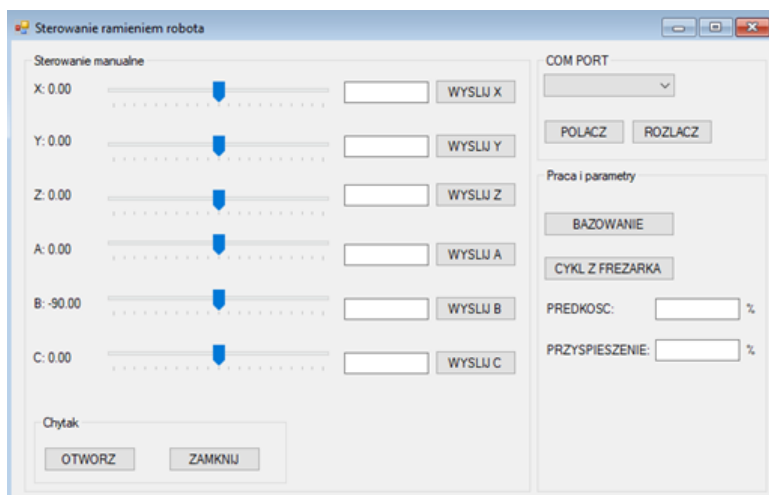 Sterowanie ramieniem robota
Sterowanie manualne
X: 0.00
WYSLIJ X
Y: 0.00
WYSLIJ Y
Z: 0.00
WYSLIJ Z
A: 0.00
WYSLIJ A
B: -90.00
WYSLIJ B
C: 0.00
WYSLIJ C
Chytak
OTWORZ ZAMKNIJ
COM PORT
POLACZ ROZLACZ
Praca i parametry
BAZOWANIE
CYKL Z FREZARKA
PREDKOSC: %
PRZYSPIESZENIE: %